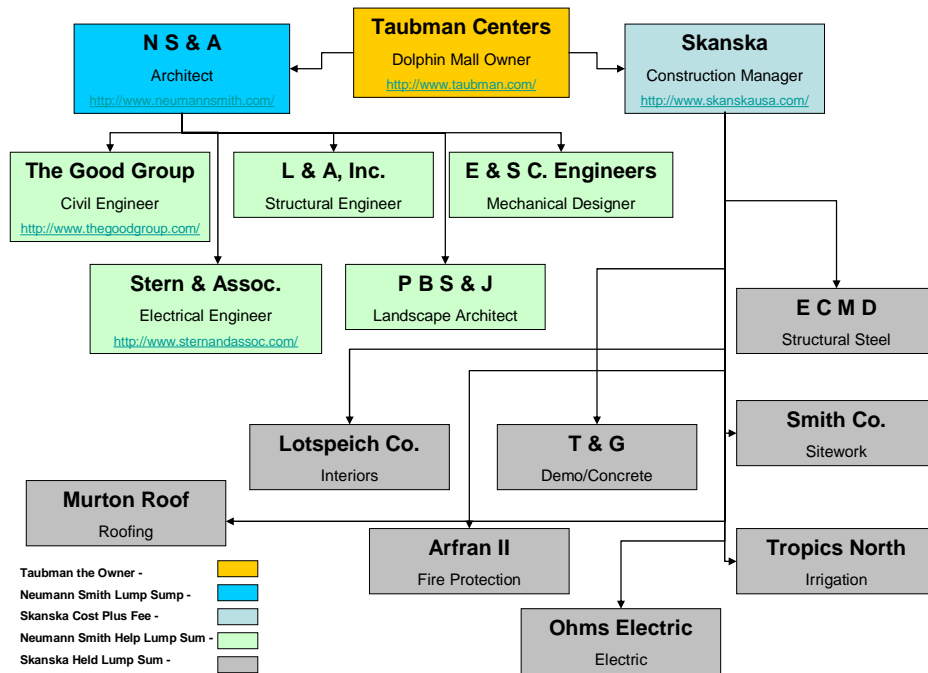 N S & A
Architect
http://www.neumannsmith.com/
Taubman Centers
Dolphin Mall Owner
http://www.taubman.com/
Skanska
Construction Manager
http://www.skanskausa.com/
The Good Group
Civil Engineer
http://www.thegoodgroup.com/
L & A, Inc.
Structural Engineer
E & S C. Engineers
Mechanical Designer
Stern & Assoc.
Electrical Engineer
http://www.sternandassoc.com/
P B S & J
Landscape Architect
E C M D
Structural Steel
Lotspeich Co.
Interiors
T & G
Demo/Concrete
Smith Co.
Sitework
Murton Roof
Roofing
Arfran II
Fire Protection
Tropics North
Irrigation
Ohms Electric
Electric
Taubman the Owner -
Neumann Smith Lump Sump -
Skanska Cost Plus Fee -
Neumann Smith Help Lump Sum -
Skanska Held Lump Sum -